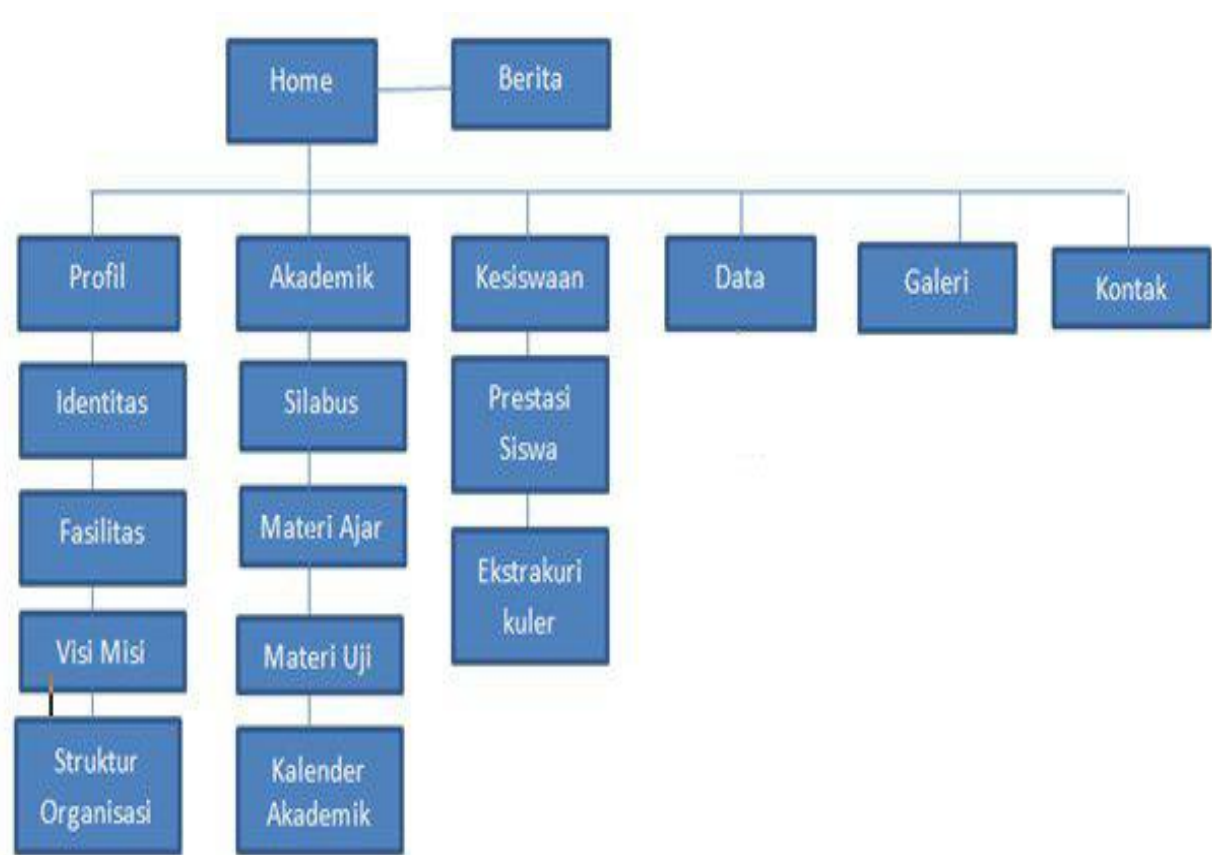 Home
Berita
Profil
Akademik
Kesiswaan
Data
Galeri
Kontak
Identitas
Silabus
Prestasi
Siswa
Fasilitas
Materi Ajar
Ekstrakuri
kuler
Visi Misi
Materi Uji
Struktur
Organisasi
Kalender
Akademik